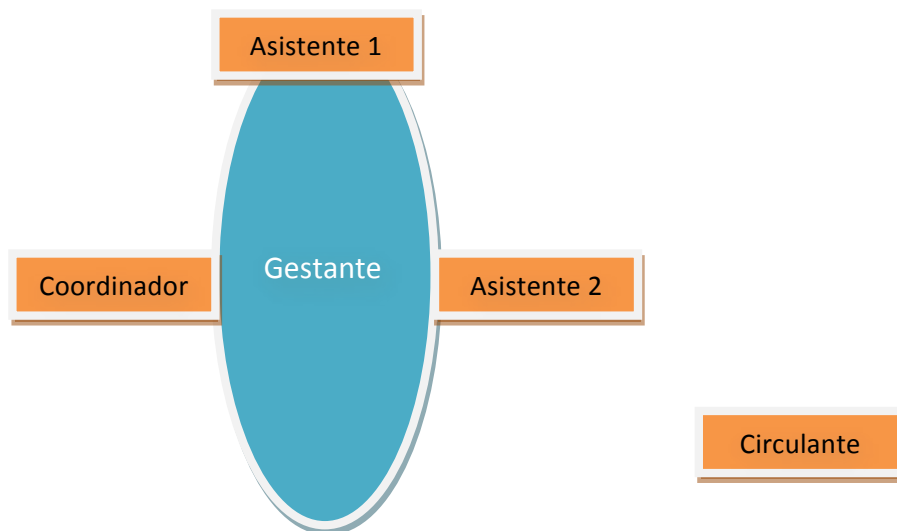 Asistente 1
Coordinador
Gestante
Asistente 2
Circulante